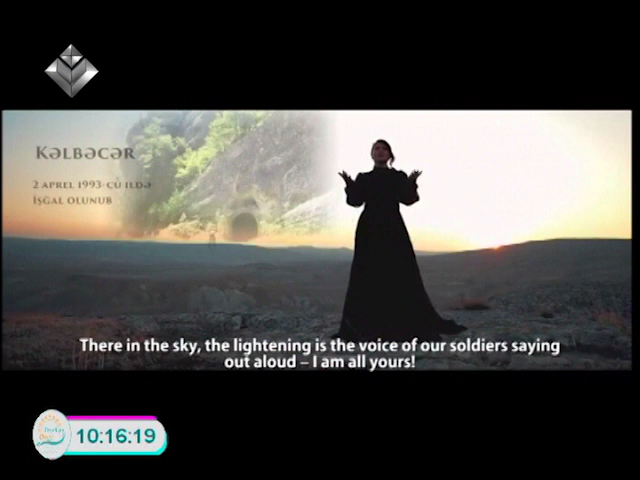 Kəlbəcər
2 aprel 1993-cü ildə
işğal olunub
There in the sky, the lightening is the voice of our soldiers saying
out aloud – I am all yours!
10:16:19